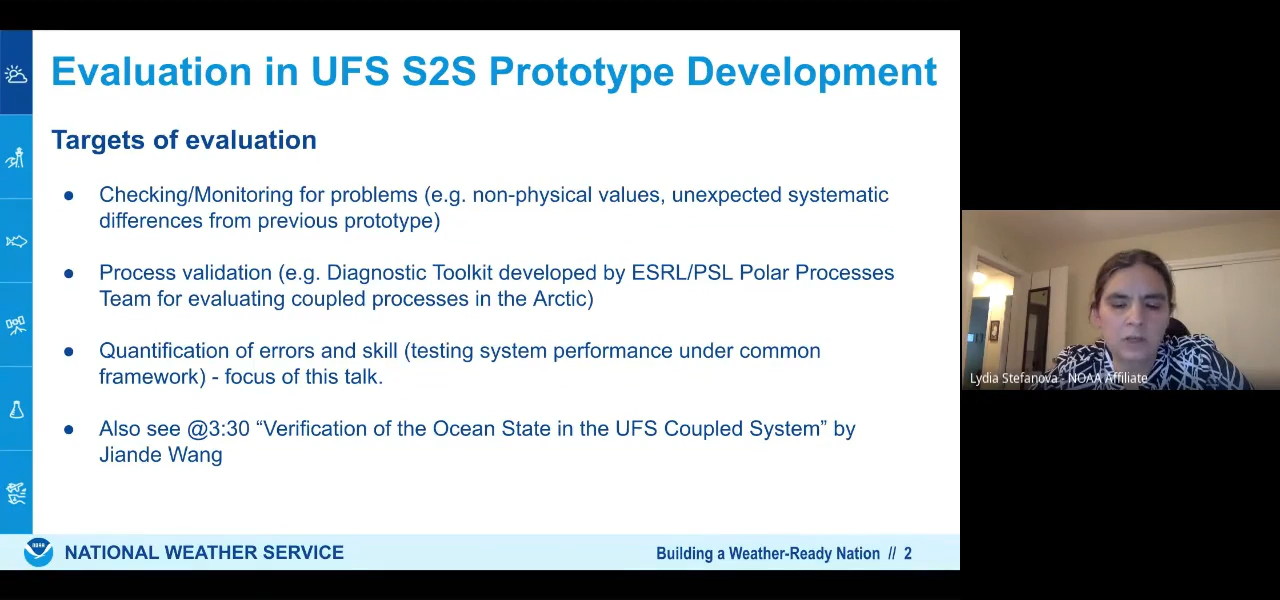 Evaluation in UFS S2S Prototype Development
Targets of evaluation
● Checking/Monitoring for problems (e.g. non-physical values, unexpected systematic
differences from previous prototype)
● Process validation (e.g. Diagnostic Toolkit developed by ESRL/PSL Polar Processes
Team for evaluating coupled processes in the Arctic)
● Quantification of errors and skill (testing system performance under common
framework) - focus of this talk.
● Also see @3:30 “Verification of the Ocean State in the UFS Coupled System” by
Jiande Wang
NOAA
NATIONAL WEATHER SERVICE
Building a Weather-Ready Nation // 2
Lydia Stefanova - NOAA Affiliate